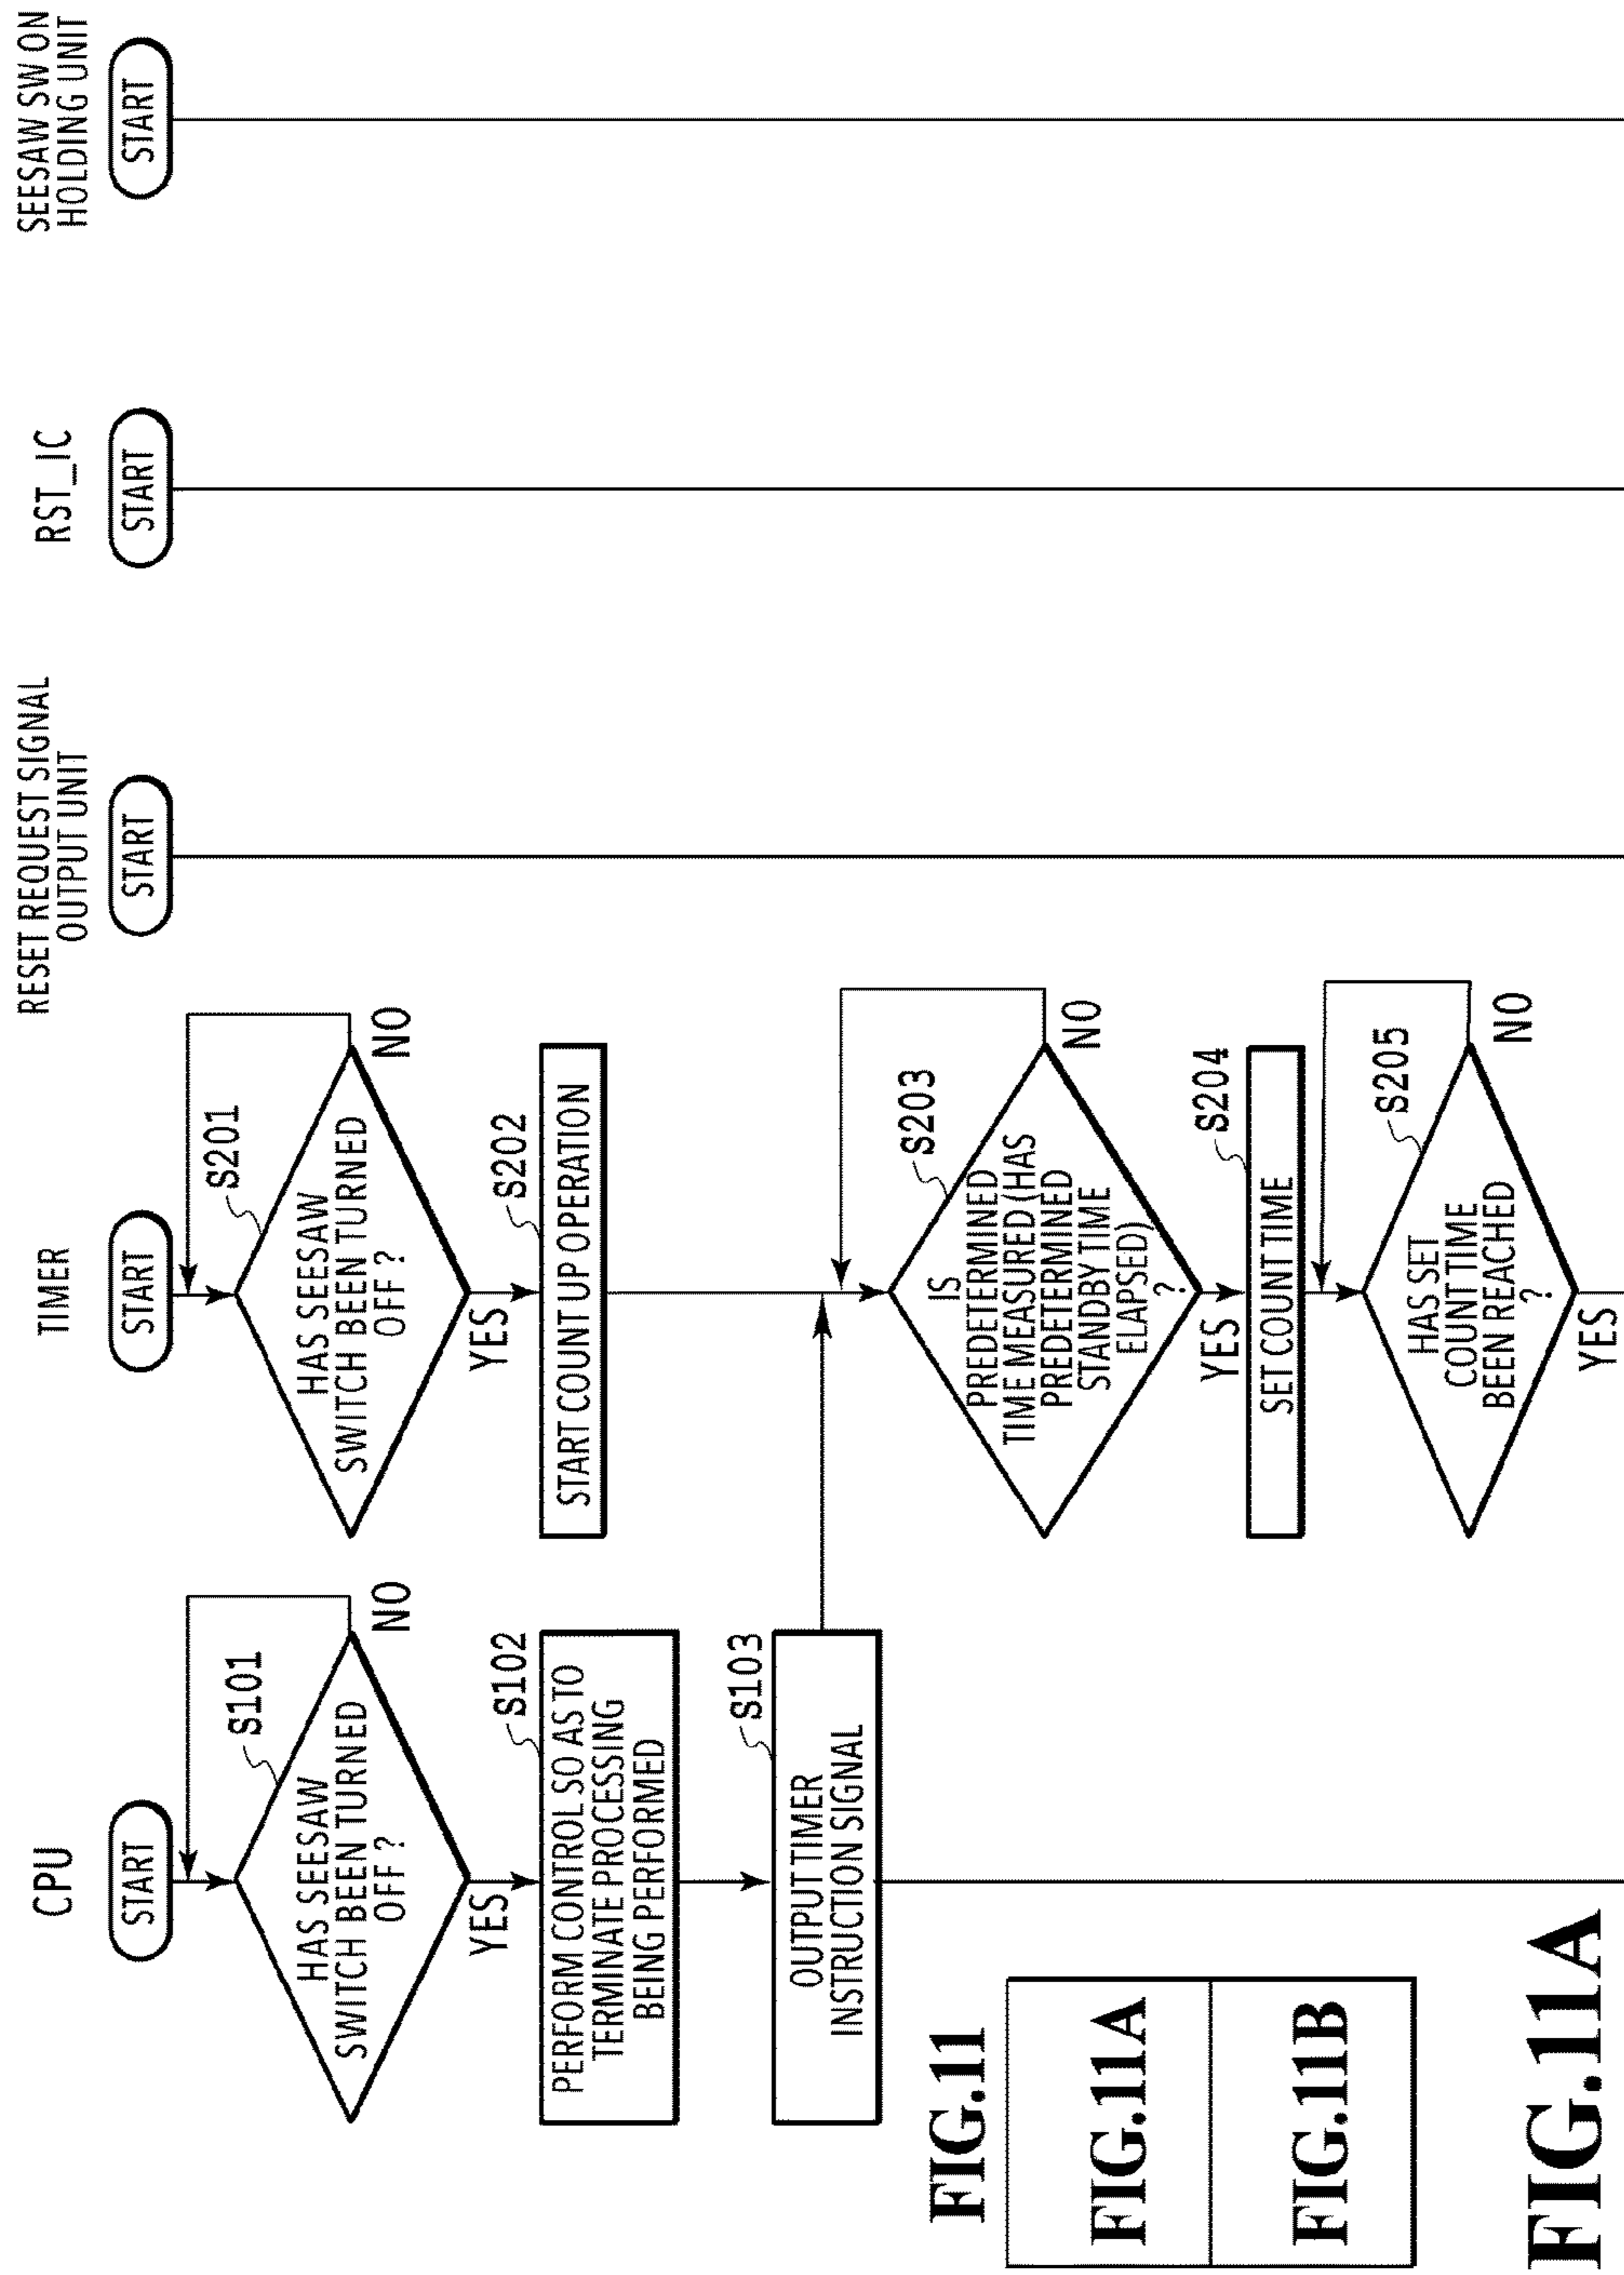 CPU
START
HAS SEESAW
SWITCH BEEN TURNED
OFF ?
S101
NO
YES
S102
PERFORM CONTROL SO AS TO
TERMINATE PROCESSING
BEING PERFORMED
S103
OUTPUT TIMER
INSTRUCTION SIGNAL
TIMER
START
HAS SEESAW
SWITCH BEEN TURNED
OFF ?
S201
NO
YES
S202
START COUNT UP OPERATION
S203
IS
PREDETERMINED
TIME MEASURED (HAS
PREDETERMINED
STANDBY TIME
ELAPSED)
?
NO
YES
S204
SET COUNT TIME
S205
HAS SET
COUNT TIME
BEEN REACHED
?
NO
YES
RESET REQUEST SIGNAL
OUTPUT UNIT
START
RST_IC
START
SEESAW SW ON
HOLDING UNIT
START
FIG.11
FIG.11A
FIG.11B
FIG.11A